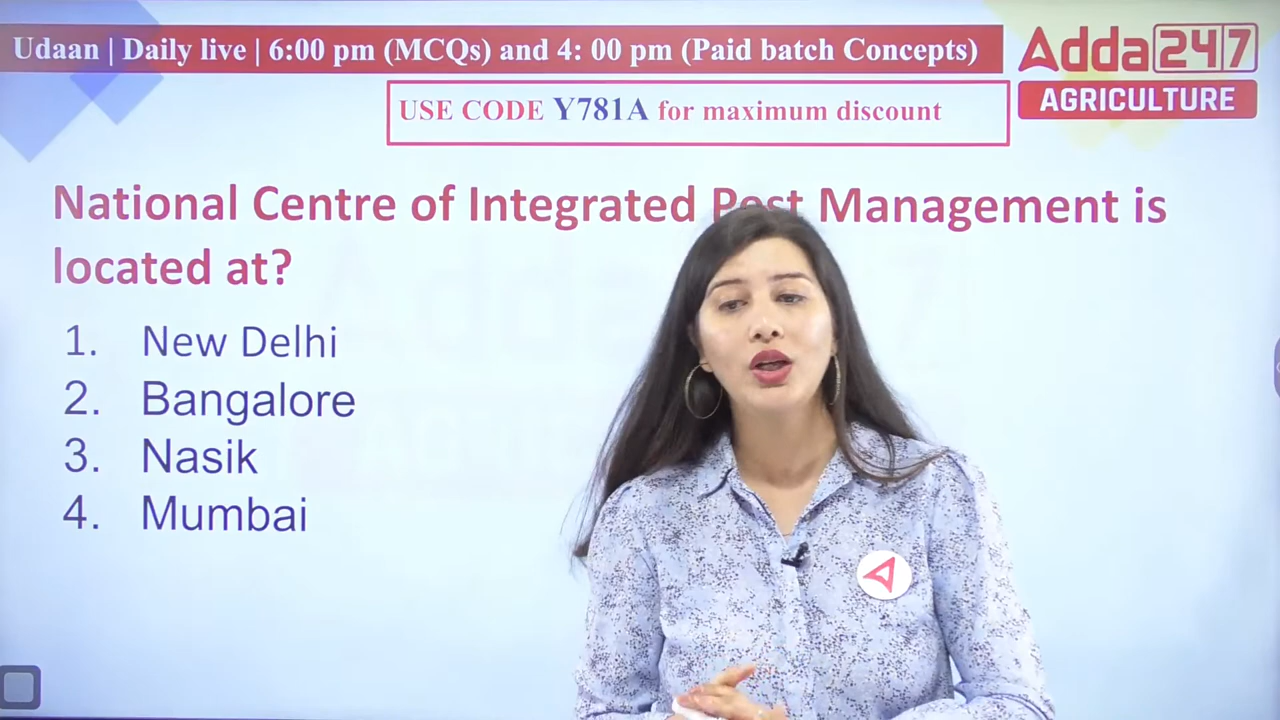 Udaan | Daily live | 6:00 pm (MCQs) and 4: 00 pm (Paid batch Concepts)
Adda 247
AGRICULTURE
USE CODE Y781A for maximum discount
National Centre of Integrated Pest Management is
located at?
1. New Delhi
2. Bangalore
3. Nasik
4. Mumbai